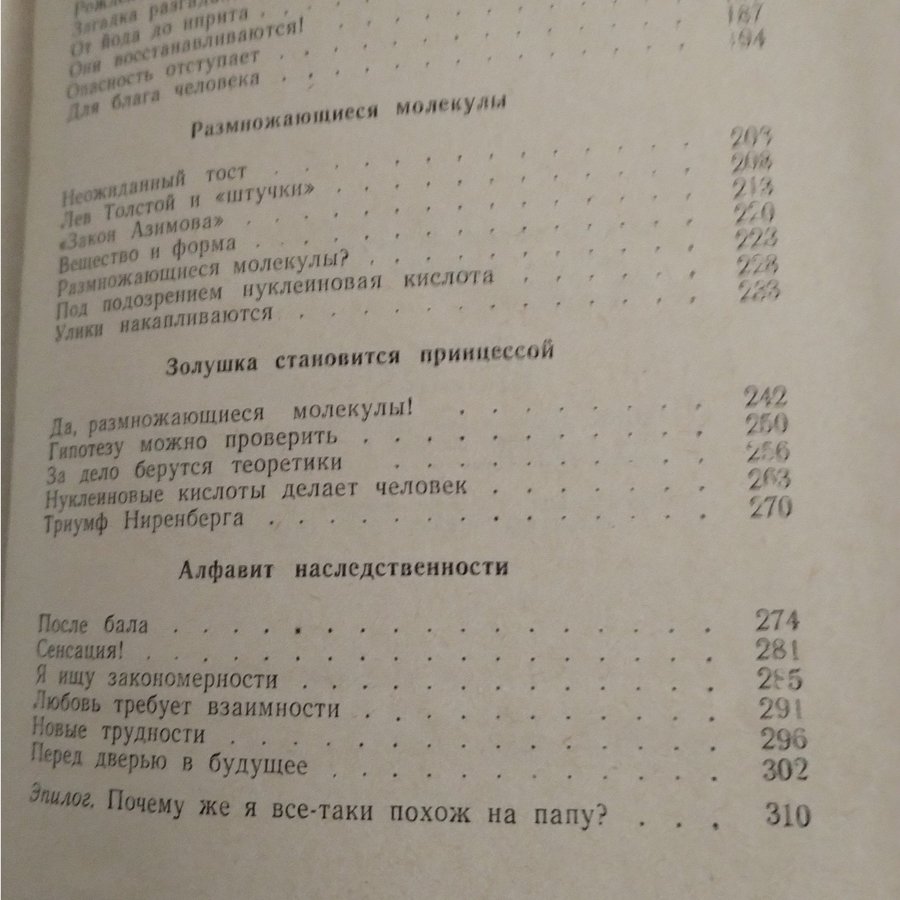 Загадка
От йода до иприта . . . . . . . . . .
Они восстанавливаются! . . . . . . . .
Опасность отступает . . . . . . . . . 187
Для блага человека . . . . . . . . . 194
Размножающиеся молекулы
Неожиданный тост . . . . . . . . . . 203
Лев Толстой и «штучки» . . . . . . . . 208
«Закон Азимова» . . . . . . . . . . . 213
Вещество и форма . . . . . . . . . . 220
Размножающиеся молекулы? . . . . . . . 223
Под подозрением нуклеиновая кислота . . . . 228
Улики накапливаются . . . . . . . . . 233
Золушка становится принцессой
Да, размножающиеся молекулы! . . . . . . 242
Гипотезу можно проверить . . . . . . . . 250
За дело берутся теоретики . . . . . . . 256
Нуклеиновые кислоты делает человек . . . . . 263
Триумф Ниренберга . . . . . . . . . . 270
Алфавит наследственности
После бала . . . . . . . . . . . . . 274
Сенсация! . . . . . . . . . . . . . 281
Я ищу закономерности . . . . . . . . . 285
Любовь требует взаимности . . . . . . . . 291
Новые трудности . . . . . . . . . . . 296
Перед дверью в будущее . . . . . . . . 302
Эпилог. Почему же я все-таки похож на папу? . . . 310